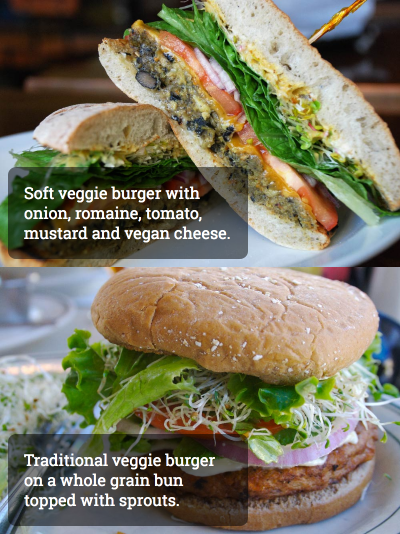 Soft veggie burger with
onion, romaine, tomato,
mustard and vegan cheese.
Traditional veggie burger
on a whole grain bun
topped with sprouts.